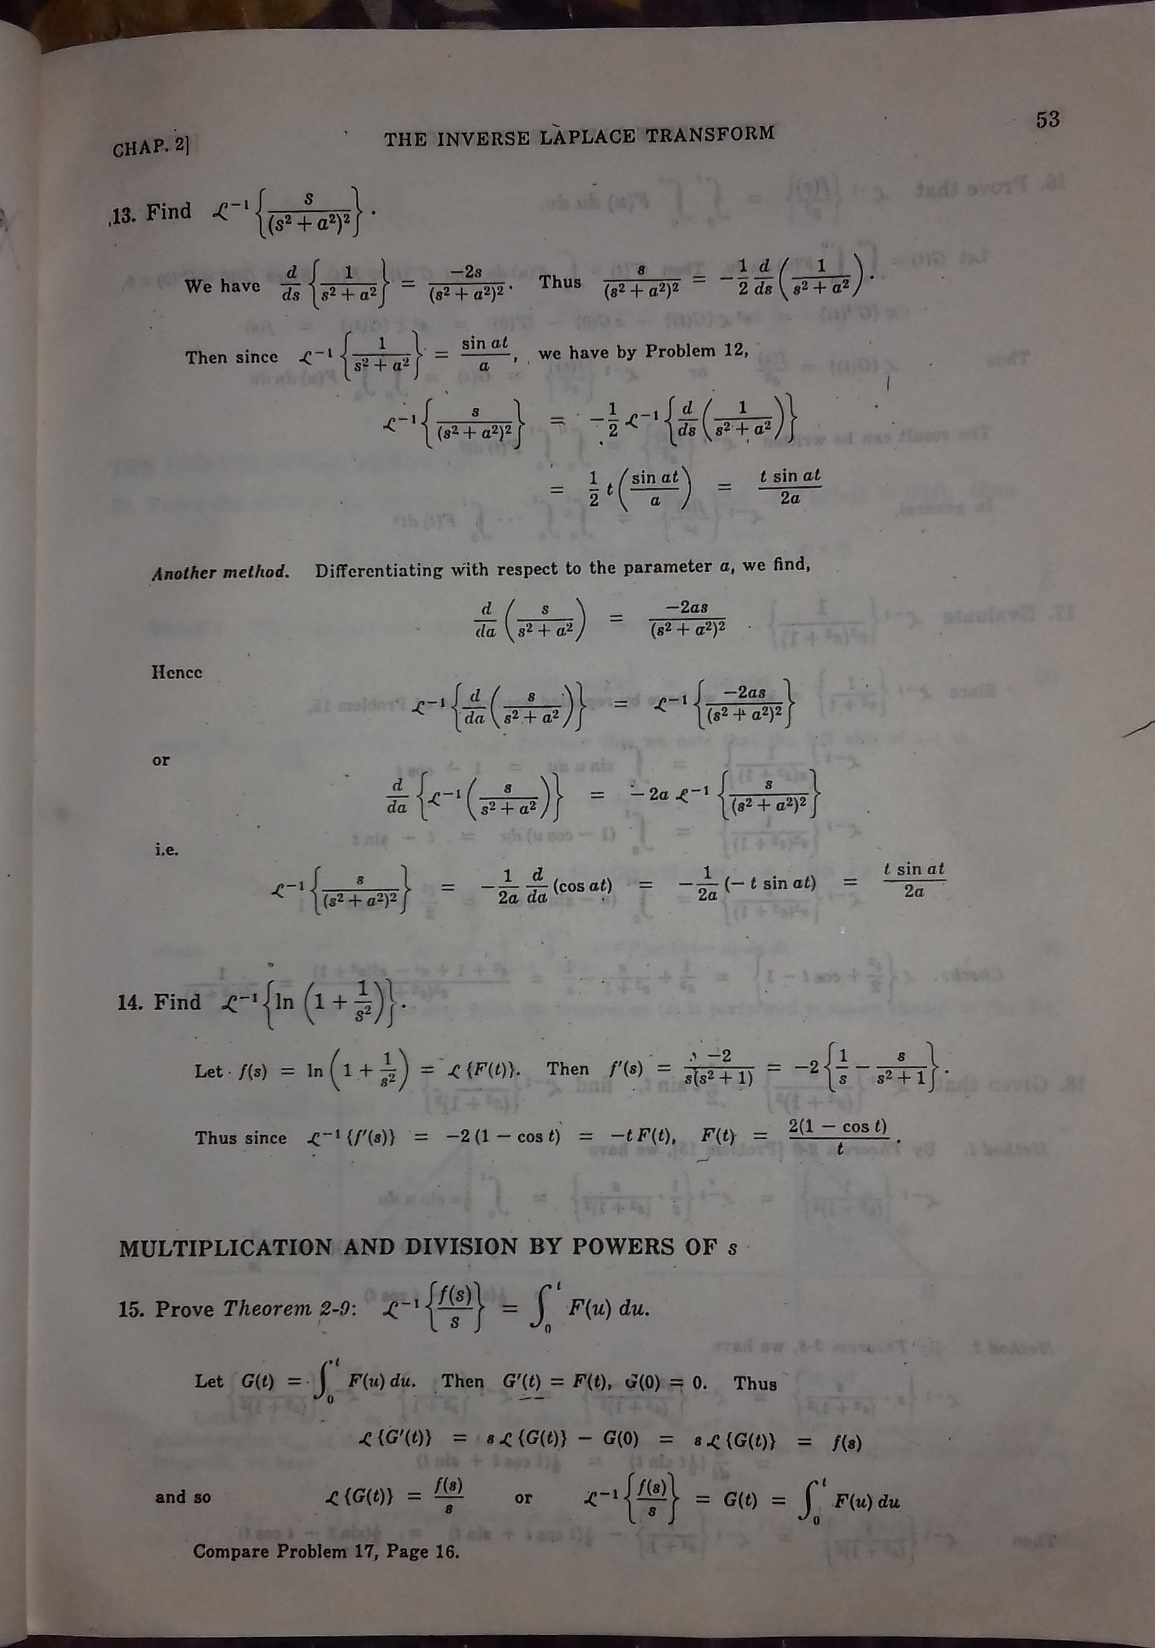 53
CHAP. 2] THE INVERSE LAPLACE TRANSFORM
13. Find ℒ⁻¹{s/(s² + a²)²}.
We have d/ds {1/(s² + a²)} = −2s/(s² + a²)². Thus s/(s² + a²)² = −1/2 d/ds (1/(s² + a²)).
Then since ℒ⁻¹{1/(s² + a²)} = sin at/a, we have by Problem 12,
ℒ⁻¹{s/(s² + a²)²} = −1/2 ℒ⁻¹{d/ds (1/(s² + a²))}
= 1/2 t (sin at/a) = t sin at/2a
Another method. Differentiating with respect to the parameter a, we find,
d/da (s/(s² + a²)) = −2as/(s² + a²)²
Hence
ℒ⁻¹{d/da (s/(s² + a²))} = ℒ⁻¹{−2as/(s² + a²)²}
or
d/da {ℒ⁻¹(s/(s² + a²))} = −2a ℒ⁻¹{s/(s² + a²)²}
i.e.
ℒ⁻¹{s/(s² + a²)²} = −1/2a d/da (cos at) = −1/2a (−t sin at) = t sin at/2a
14. Find ℒ⁻¹{ln (1 + 1/s²)}.
Let f(s) = ln (1 + 1/s²) = ℒ{F(t)}. Then f′(s) = −2/s(s² + 1) = −2{1/s − s/(s² + 1)}.
Thus since ℒ⁻¹{f′(s)} = −2(1 − cos t) = −t F(t), F(t) = 2(1 − cos t)/t.
MULTIPLICATION AND DIVISION BY POWERS OF s
15. Prove Theorem 2-9: ℒ⁻¹{f(s)/s} = ∫₀ᵗ F(u) du.
Let G(t) = ∫₀ᵗ F(u) du. Then G′(t) = F(t), G(0) = 0. Thus
ℒ{G′(t)} = s ℒ{G(t)} − G(0) = s ℒ{G(t)} = f(s)
and so ℒ{G(t)} = f(s)/s or ℒ⁻¹{f(s)/s} = G(t) = ∫₀ᵗ F(u) du
Compare Problem 17, Page 16.